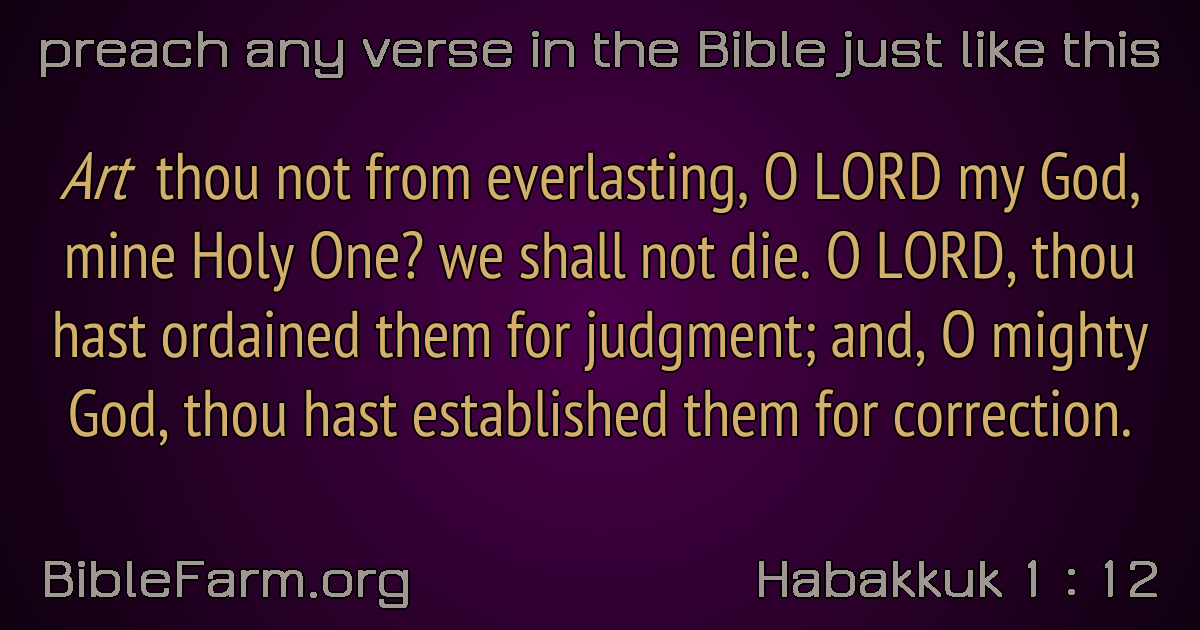 preach any verse in the Bible just like this
Art thou not from everlasting, O LORD my God,
mine Holy One? we shall not die. O LORD, thou
hast ordained them for judgment; and, O mighty
God, thou hast established them for correction.
BibleFarm.org
Habakkuk 1 : 12